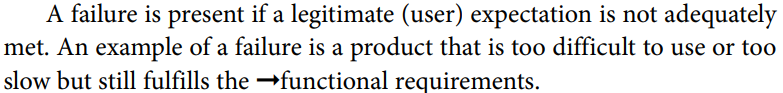 A failure is present if a legitimate (user) expectation is not adequately
met. An example of a failure is a product that is too difficult to use or too
slow but still fulfills the →functional requirements.